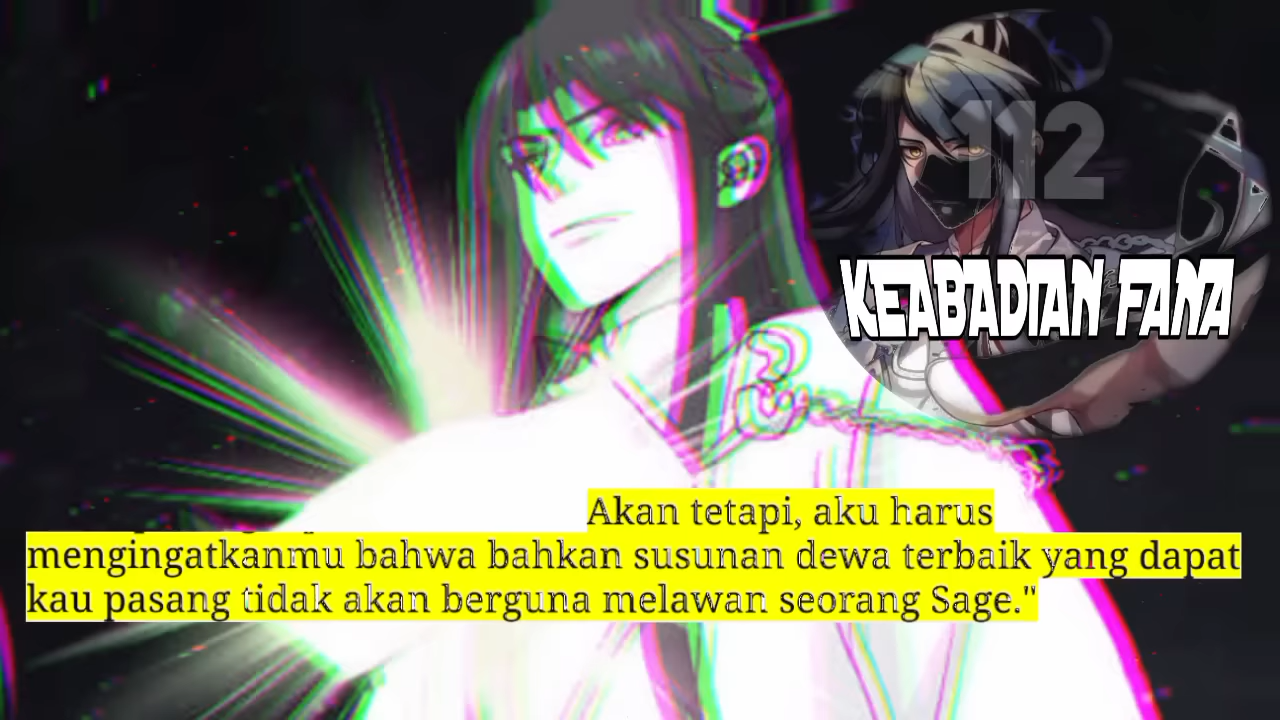 112
KEABADIAN FANA
Akan tetapi, aku harus
mengingatkanmu bahwa bahkan susunan dewa terbaik yang dapat
kau pasang tidak akan berguna melawan seorang Sage."